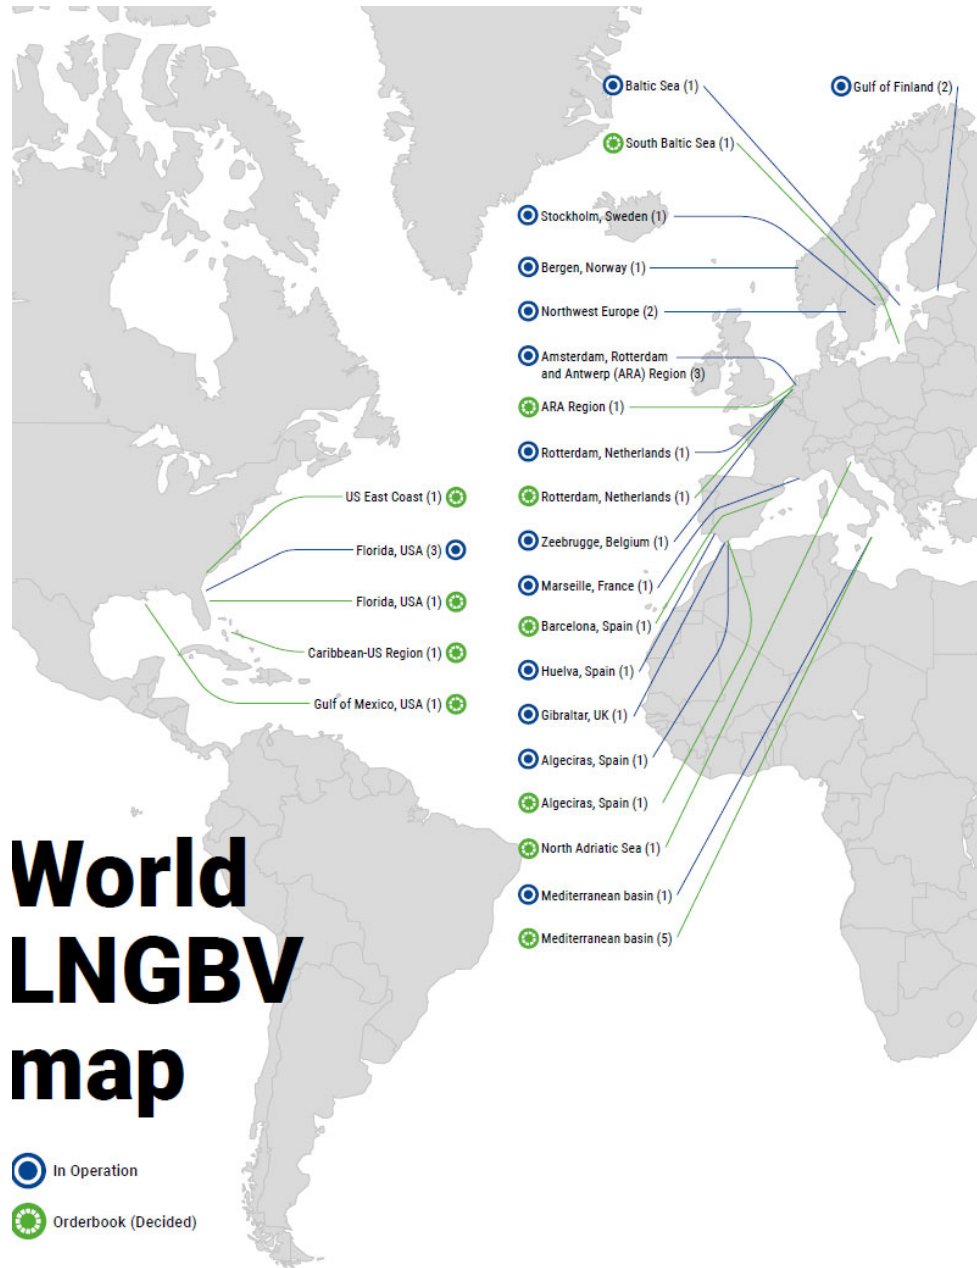 Baltic Sea (1)
Gulf of Finland (2)
South Baltic Sea (1)
Stockholm, Sweden (1)
Bergen, Norway (1)
Northwest Europe (2)
Amsterdam, Rotterdam
and Antwerp (ARA) Region (3)
ARA Region (1)
Rotterdam, Netherlands (1)
Rotterdam, Netherlands (1)
Zeebrugge, Belgium (1)
Marseille, France (1)
Barcelona, Spain (1)
Huelva, Spain (1)
Gibraltar, UK (1)
Algeciras, Spain (1)
Algeciras, Spain (1)
North Adriatic Sea (1)
Mediterranean basin (1)
Mediterranean basin (5)
US East Coast (1)
Florida, USA (3)
Florida, USA (1)
Caribbean-US Region (1)
Gulf of Mexico, USA (1)
World
LNGBV
map
In Operation
Orderbook (Decided)